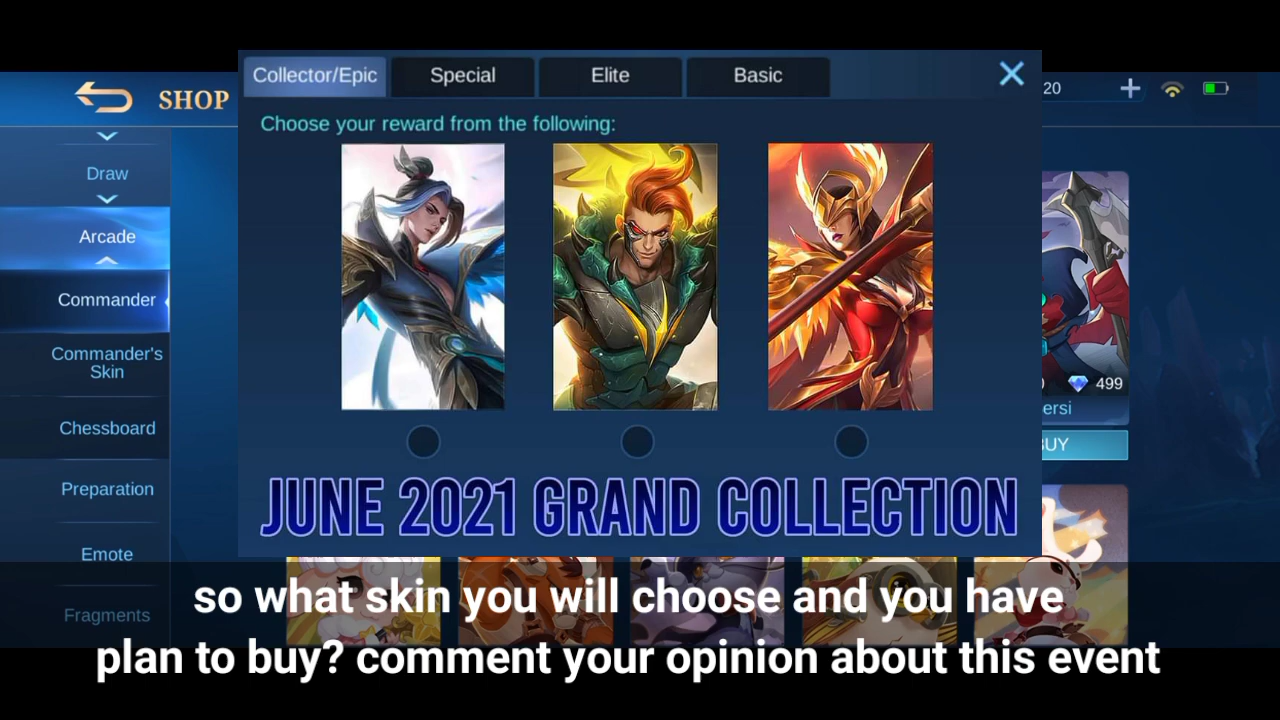 Collector/Epic Special Elite Basic
SHOP
20
Choose your reward from the following:
Draw
Arcade
Commander
Commander's
Skin
499
ersi
Chessboard
UY
Preparation
JUNE 2021 GRAND COLLECTION
Emote
so what skin you will choose and you have
Fragments
plan to buy? comment your opinion about this event